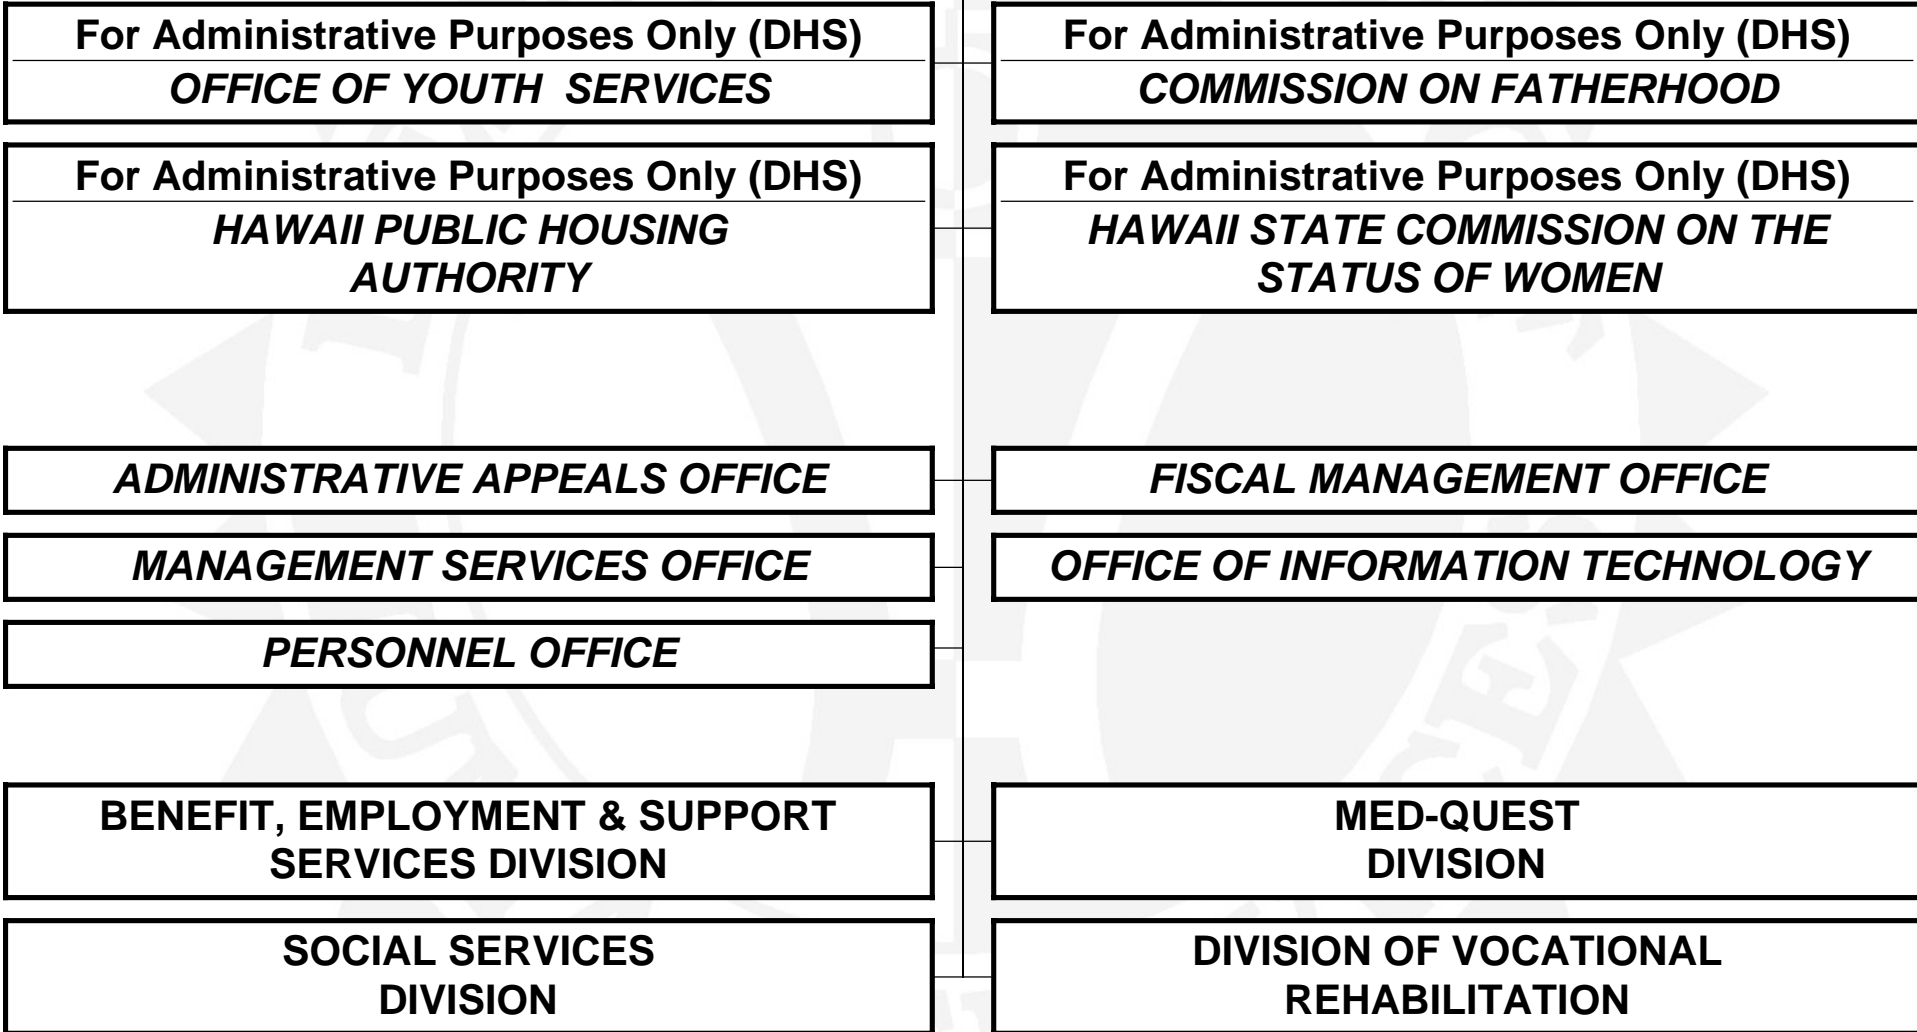 For Administrative Purposes Only (DHS)
OFFICE OF YOUTH SERVICES
For Administrative Purposes Only (DHS)
COMMISSION ON FATHERHOOD
For Administrative Purposes Only (DHS)
HAWAII PUBLIC HOUSING
AUTHORITY
For Administrative Purposes Only (DHS)
HAWAII STATE COMMISSION ON THE
STATUS OF WOMEN
ADMINISTRATIVE APPEALS OFFICE
FISCAL MANAGEMENT OFFICE
MANAGEMENT SERVICES OFFICE
OFFICE OF INFORMATION TECHNOLOGY
PERSONNEL OFFICE
BENEFIT, EMPLOYMENT & SUPPORT
SERVICES DIVISION
MED-QUEST
DIVISION
SOCIAL SERVICES
DIVISION
DIVISION OF VOCATIONAL
REHABILITATION